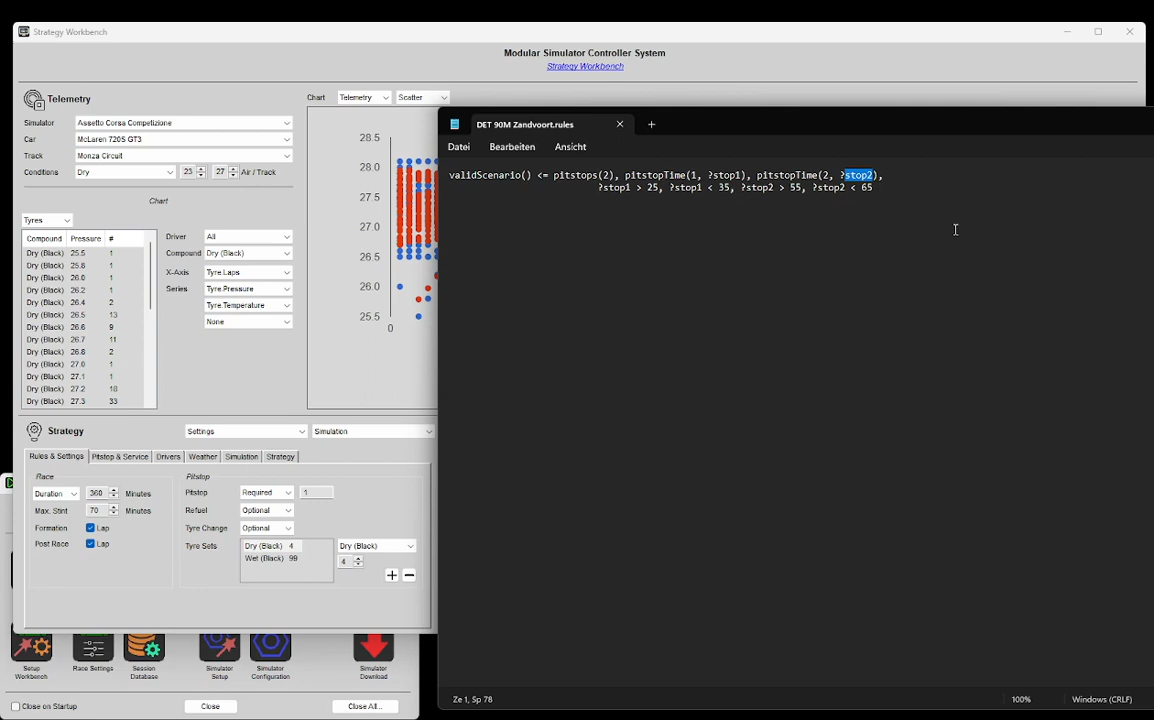 Strategy Workbench
Modular Simulator Controller System
Strategy Workbench
Telemetry
Simulator Assetto Corsa Competizione
Car McLaren 720S GT3
Track Monza Circuit
Conditions Dry 23 27 Air / Track
Chart
Tyres
Compound Pressure #
Dry (Black) 25.5 1
Dry (Black) 25.8 1
Dry (Black) 26.0 1
Dry (Black) 26.2 1
Dry (Black) 26.4 2
Dry (Black) 26.5 13
Dry (Black) 26.6 9
Dry (Black) 26.7 11
Dry (Black) 26.8 2
Dry (Black) 27.0 1
Dry (Black) 27.1 1
Dry (Black) 27.2 18
Dry (Black) 27.3 33
Driver All
Compound Dry (Black)
X-Axis Tyre.Laps
Series Tyre.Pressure
Tyre.Temperature
None
Chart Telemetry Scatter
28.5
28.0
27.5
27.0
26.5
26.0
25.5
0
DET 90M Zandvoort.rules
Datei Bearbeiten Ansicht
validScenario() <= pitstops(2), pitstopTime(1, ?stop1), pitstopTime(2, ?stop2),
?stop1 > 25, ?stop1 < 35, ?stop2 > 55, ?stop2 < 65
Ze 1, Sp 78 100% Windows (CRLF)
Strategy Settings Simulation
Rules & Settings Pitstop & Service Drivers Weather Simulation Strategy
Race
Duration 360 Minutes
Max. Stint 70 Minutes
Formation Lap
Post Race Lap
Pitstop
Pitstop Required 1
Refuel Optional
Tyre Change Optional
Tyre Sets Dry (Black) 4 Dry (Black)
Wet (Black) 99 4
Setup Workbench
Race Settings
Session Database
Simulator Setup
Simulator Configuration
Simulator Download
Close on Startup Close Close All...